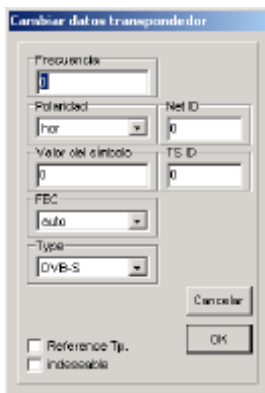 Cambiar datos transpondedor
Frecuencia
0
Polaridad
hor
Net ID
0
Valor del símbolo
0
TS ID
0
FEC
auto
Type
DVB-S
Cancelar
OK
Reference Tp.
indeseable